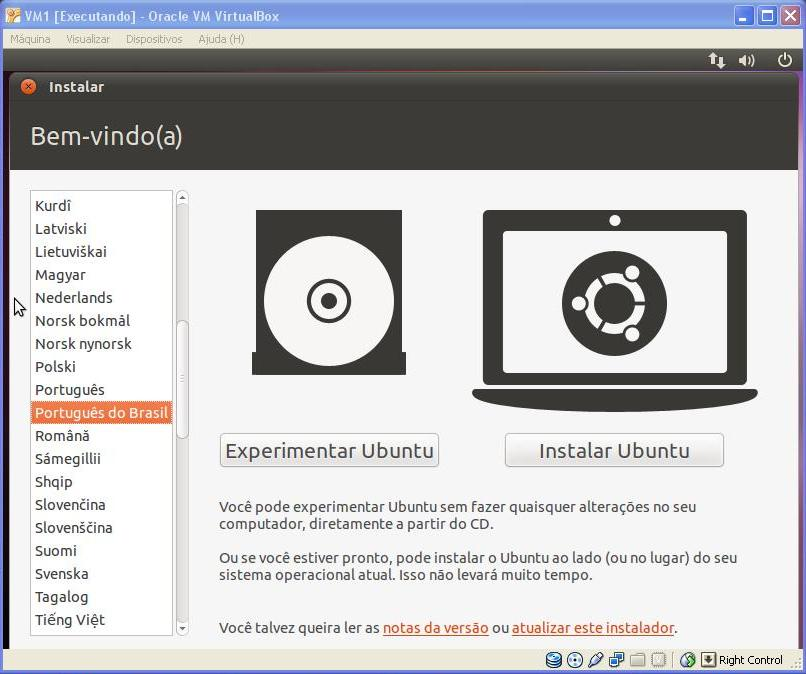 VM1 [Executando] - Oracle VM VirtualBox
Máquina Visualizar Dispositivos Ajuda (H)
Instalar
Bem-vindo(a)
Kurdî
Latviski
Lietuviškai
Magyar
Nederlands
Norsk bokmål
Norsk nynorsk
Polski
Português
Português do Brasil
Română
Sámegillii
Shqip
Slovenčina
Slovenščina
Suomi
Svenska
Tagalog
Tiếng Việt
Experimentar Ubuntu
Instalar Ubuntu
Você pode experimentar Ubuntu sem fazer quaisquer alterações no seu
computador, diretamente a partir do CD.
Ou se você estiver pronto, pode instalar o Ubuntu ao lado (ou no lugar) do seu
sistema operacional atual. Isso não levará muito tempo.
Você talvez queira ler as notas da versão ou atualizar este instalador.
Right Control